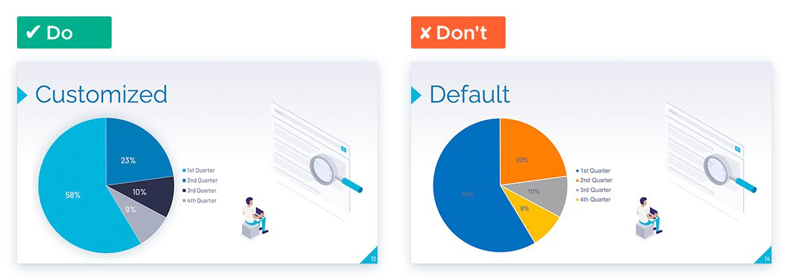 ✔ Do
✘ Don't
Customized
23%
58%
10%
9%
1st Quarter
2nd Quarter
3rd Quarter
4th Quarter
13
Default
23%
58%
10%
9%
1st Quarter
2nd Quarter
3rd Quarter
4th Quarter
14